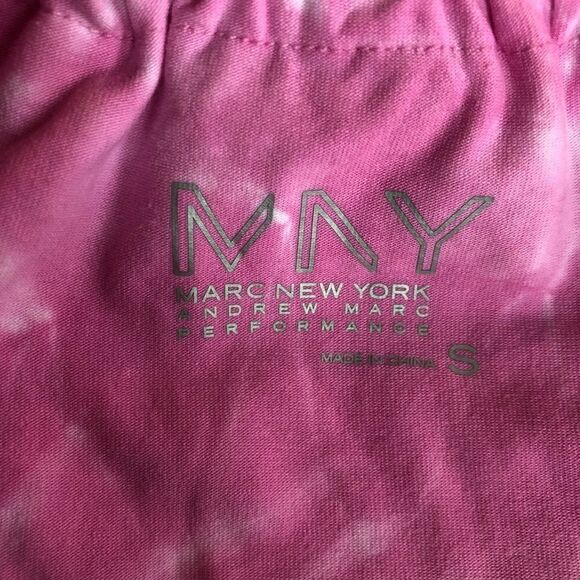 MNY
MARC NEW YORK
ANDREW MARC
PERFORMANCE
MADE IN CHINA S